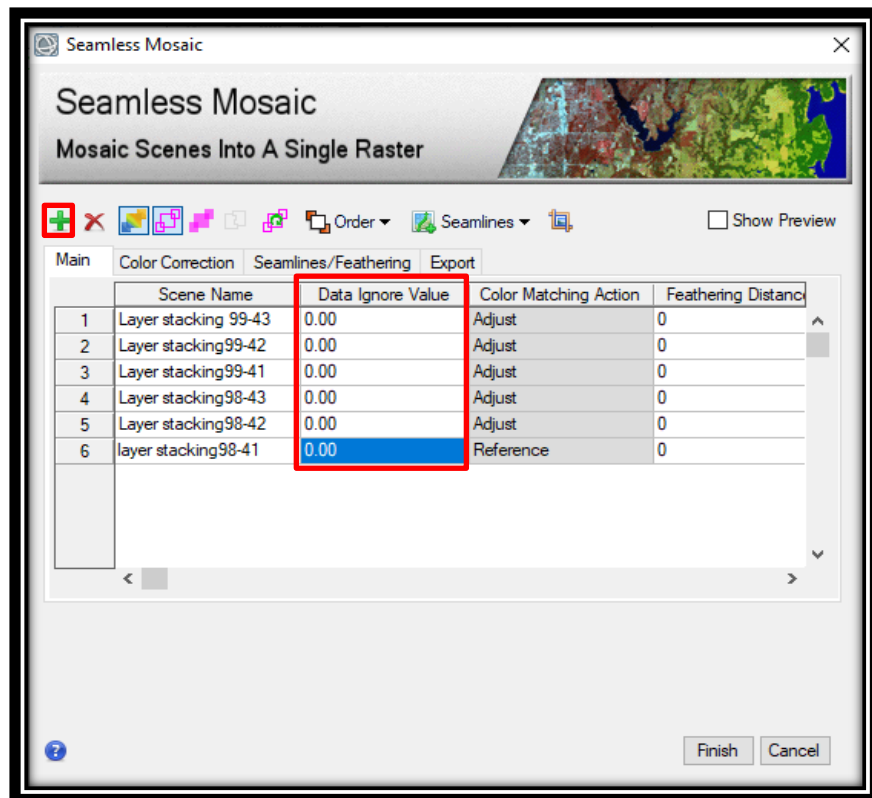 Seamless Mosaic
Seamless Mosaic
Mosaic Scenes Into A Single Raster
Order Seamlines Show Preview
Main Color Correction Seamlines/Feathering Export
Scene Name Data Ignore Value Color Matching Action Feathering Distance
1 Layer stacking 99-43 0.00 Adjust 0
2 Layer stacking99-42 0.00 Adjust 0
3 Layer stacking99-41 0.00 Adjust 0
4 Layer stacking98-43 0.00 Adjust 0
5 Layer stacking98-42 0.00 Adjust 0
6 layer stacking98-41 0.00 Reference 0
? Finish Cancel